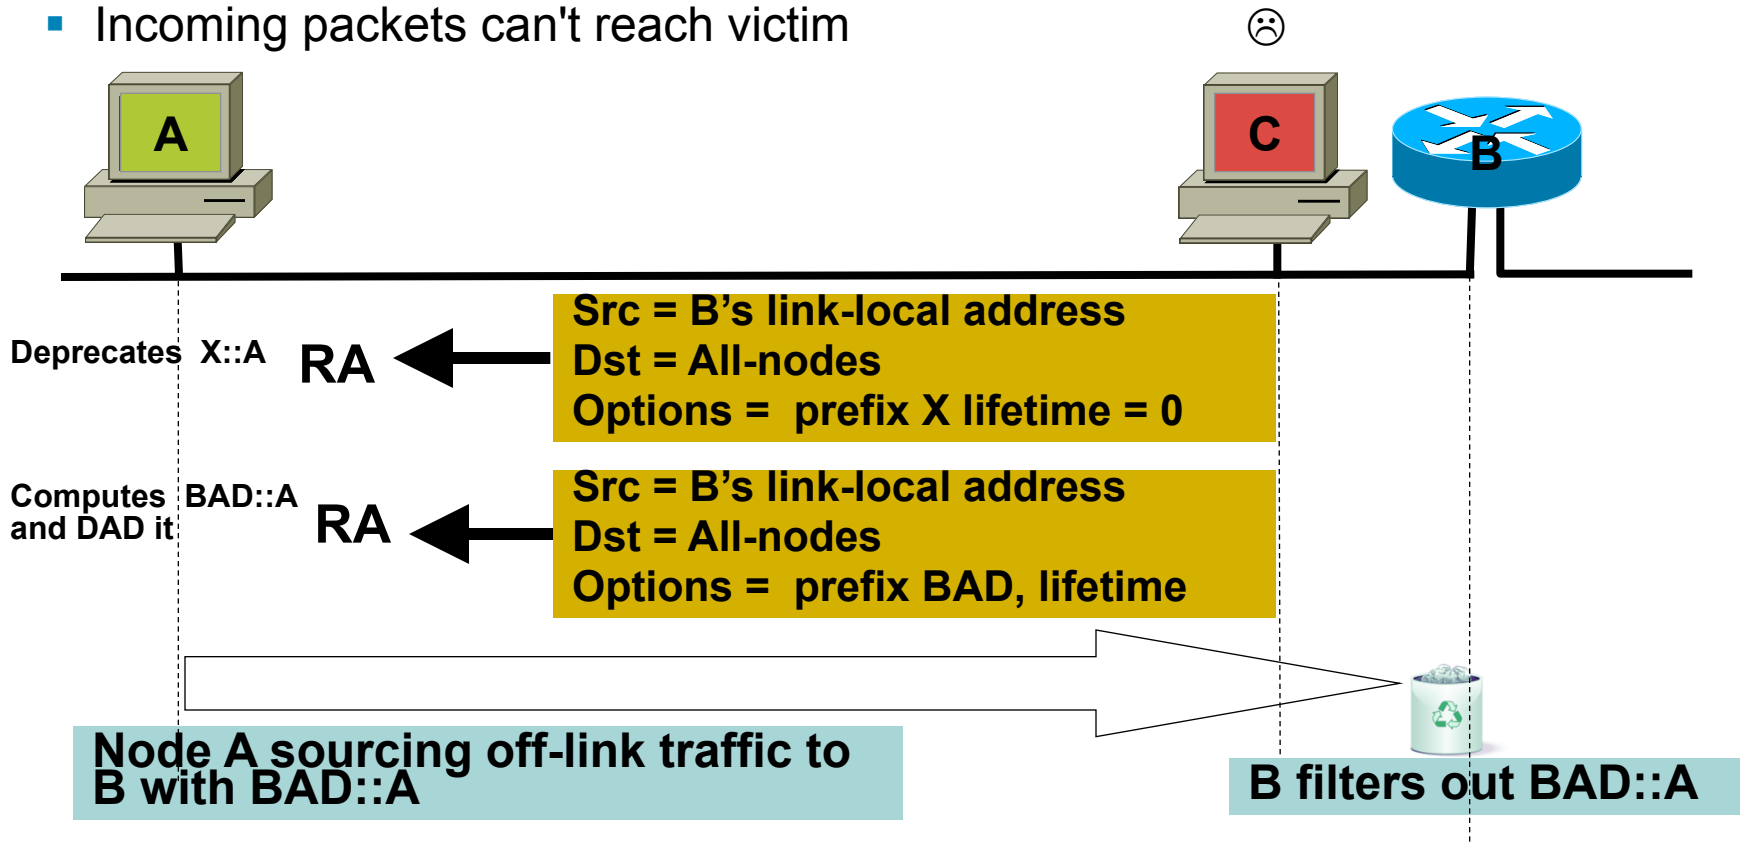 Incoming packets can't reach victim
☹
A
C
B
Src = B’s link-local address
Dst = All-nodes
Options = prefix X lifetime = 0
Deprecates X::A
RA
Src = B’s link-local address
Dst = All-nodes
Options = prefix BAD, lifetime
Computes BAD::A
and DAD it
RA
Node A sourcing off-link traffic to
B with BAD::A
B filters out BAD::A